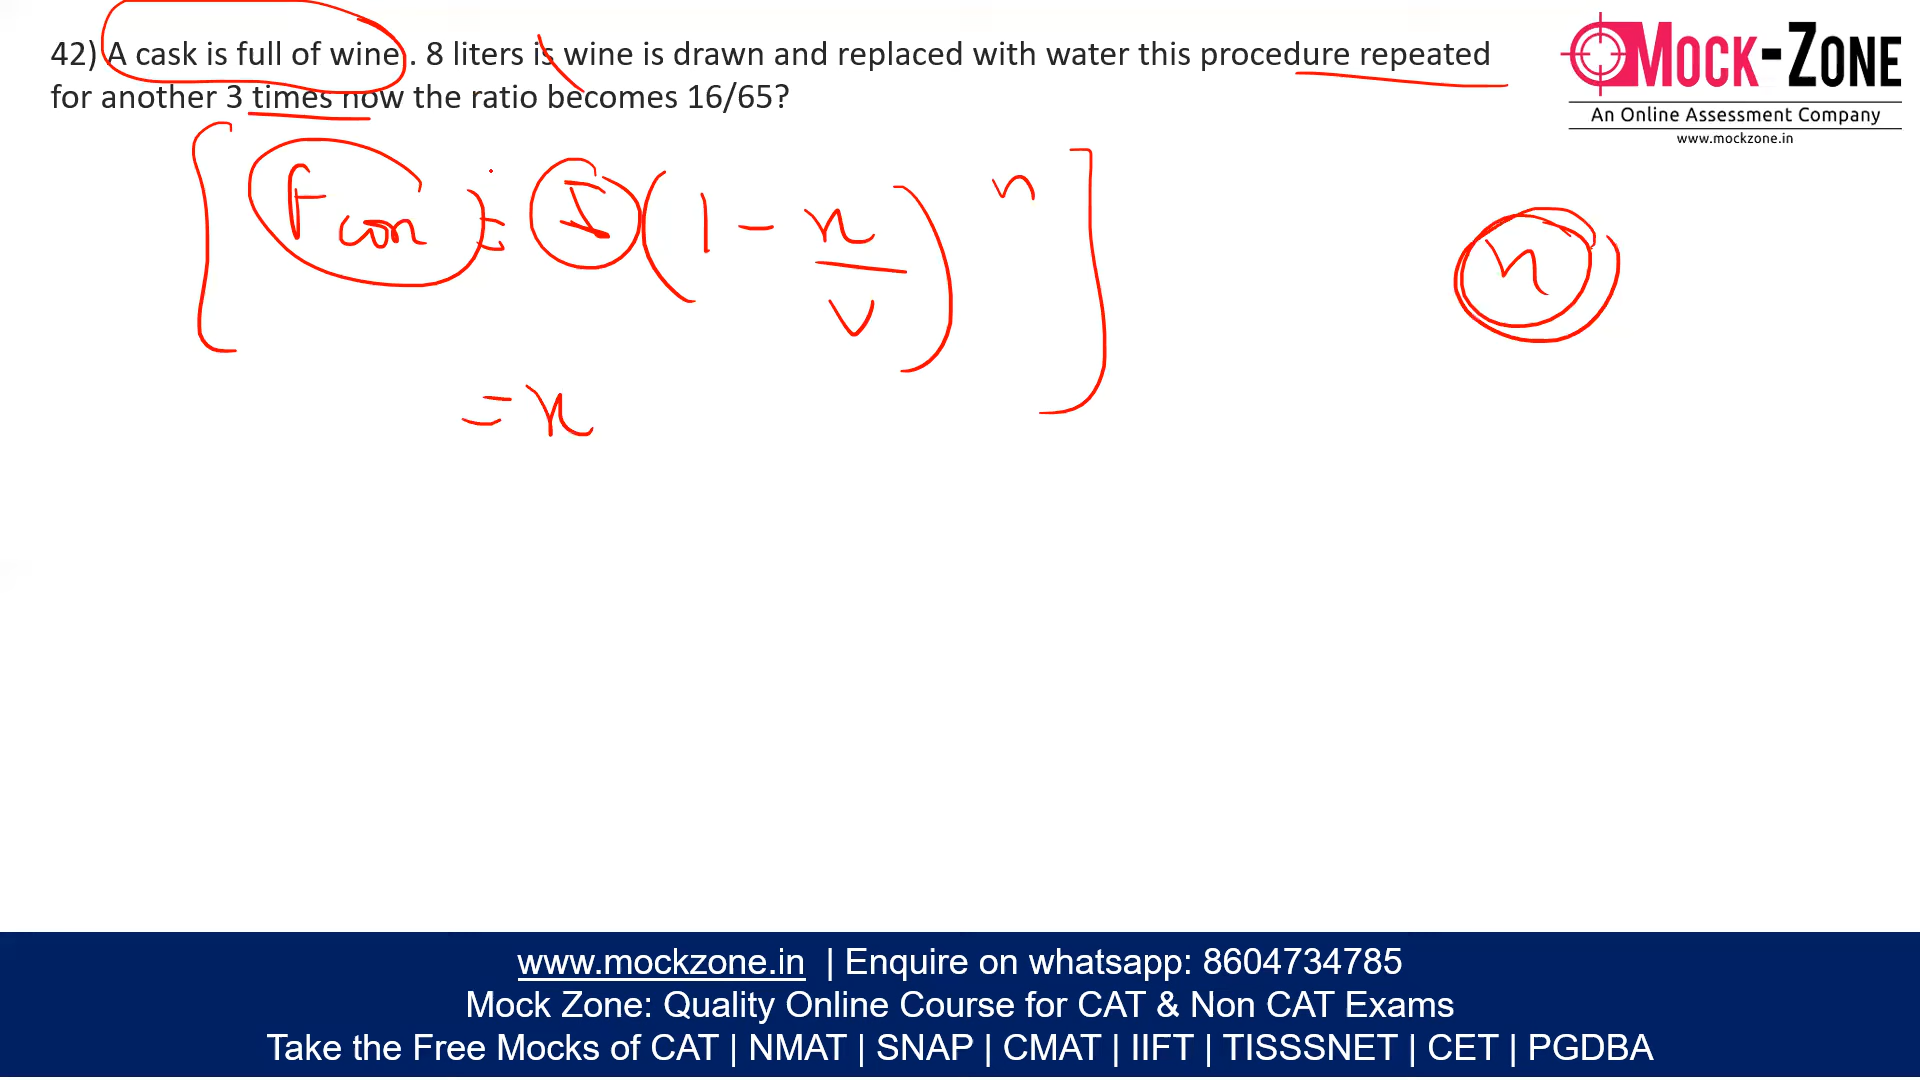 42) A cask is full of wine . 8 liters is wine is drawn and replaced with water this procedure repeated
for another 3 times now the ratio becomes 16/65?
MOCK-ZONE
An Online Assessment Company
www.mockzone.in
F con = I (1 - x/V)^n
n
= x
www.mockzone.in | Enquire on whatsapp: 8604734785
Mock Zone: Quality Online Course for CAT & Non CAT Exams
Take the Free Mocks of CAT | NMAT | SNAP | CMAT | IIFT | TISSSNET | CET | PGDBA